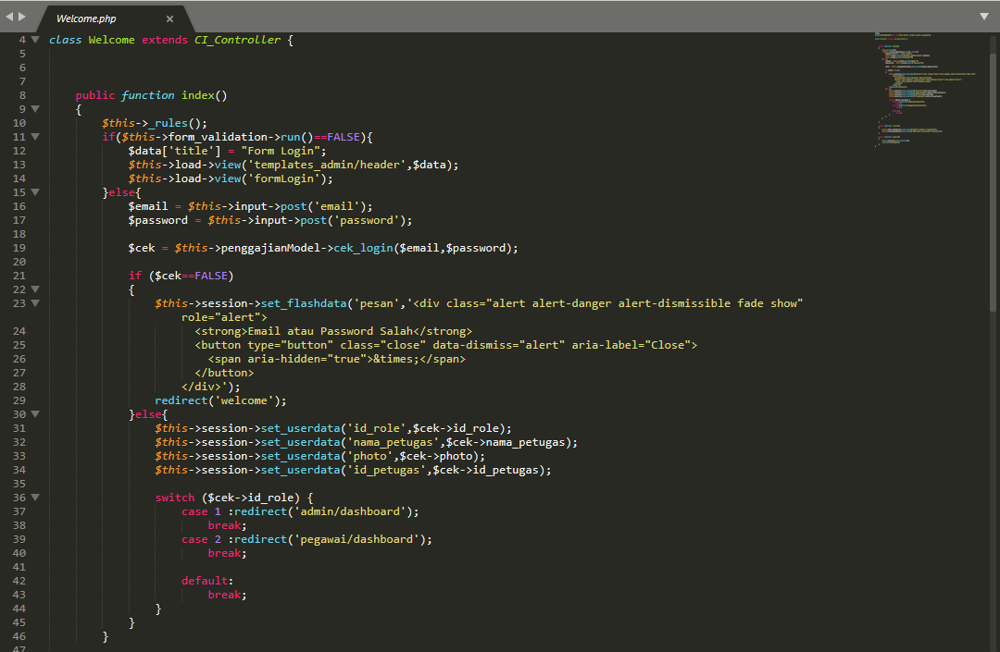 Welcome.php ×
4 class Welcome extends CI_Controller {
5
6
7
8 public function index()
9 {
10 $this->_rules();
11 if($this->form_validation->run()==FALSE){
12 $data['title'] = "Form Login";
13 $this->load->view('templates_admin/header',$data);
14 $this->load->view('formLogin');
15 }else{
16 $email = $this->input->post('email');
17 $password = $this->input->post('password');
18
19 $cek = $this->penggajianModel->cek_login($email,$password);
20
21 if ($cek==FALSE)
22 {
23 $this->session->set_flashdata('pesan','<div class="alert alert-danger alert-dismissible fade show"
role="alert">
24 <strong>Email atau Password Salah</strong>
25 <button type="button" class="close" data-dismiss="alert" aria-label="Close">
26 <span aria-hidden="true">&times;</span>
27 </button>
28 </div>');
29 redirect('welcome');
30 }else{
31 $this->session->set_userdata('id_role',$cek->id_role);
32 $this->session->set_userdata('nama_petugas',$cek->nama_petugas);
33 $this->session->set_userdata('photo',$cek->photo);
34 $this->session->set_userdata('id_petugas',$cek->id_petugas);
35
36 switch ($cek->id_role) {
37 case 1 :redirect('admin/dashboard');
38 break;
39 case 2 :redirect('pegawai/dashboard');
40 break;
41
42 default:
43 break;
44 }
45 }
46 }
47